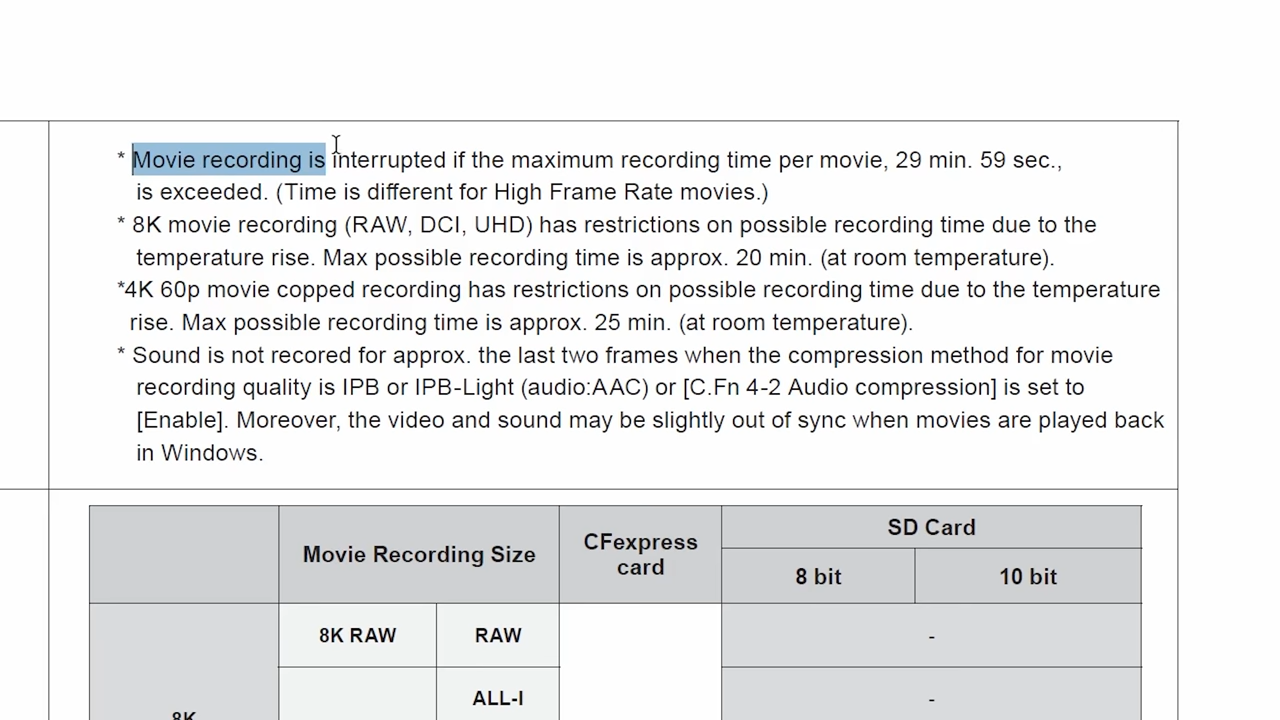 * Movie recording is interrupted if the maximum recording time per movie, 29 min. 59 sec.,
is exceeded. (Time is different for High Frame Rate movies.)
* 8K movie recording (RAW, DCI, UHD) has restrictions on possible recording time due to the
temperature rise. Max possible recording time is approx. 20 min. (at room temperature).
*4K 60p movie copped recording has restrictions on possible recording time due to the temperature
rise. Max possible recording time is approx. 25 min. (at room temperature).
* Sound is not recored for approx. the last two frames when the compression method for movie
recording quality is IPB or IPB-Light (audio:AAC) or [C.Fn 4-2 Audio compression] is set to
[Enable]. Moreover, the video and sound may be slightly out of sync when movies are played back
in Windows.
Movie Recording Size
CFexpress
card
SD Card
8 bit
10 bit
8K RAW
RAW
-
ALL-I
-
8K